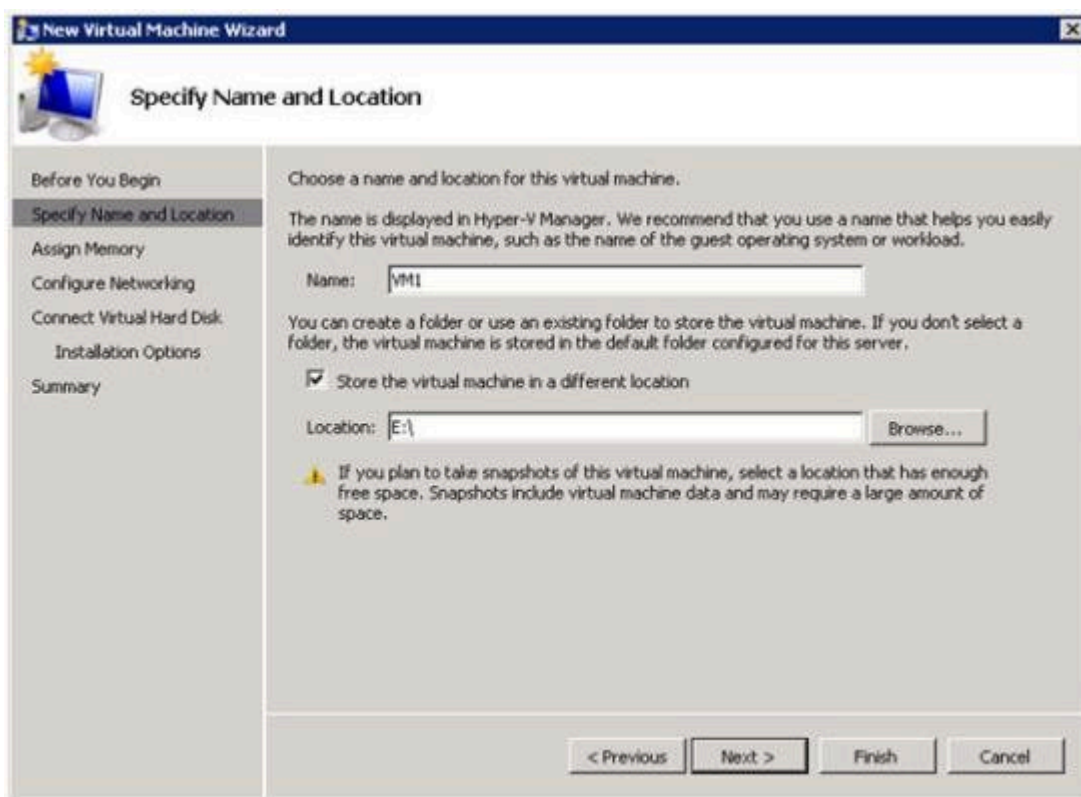 New Virtual Machine Wizard
Specify Name and Location
Before You Begin
Specify Name and Location
Assign Memory
Configure Networking
Connect Virtual Hard Disk
Installation Options
Summary
Choose a name and location for this virtual machine.
The name is displayed in Hyper-V Manager. We recommend that you use a name that helps you easily
identify this virtual machine, such as the name of the guest operating system or workload.
Name: VM1
You can create a folder or use an existing folder to store the virtual machine. If you don't select a
folder, the virtual machine is stored in the default folder configured for this server.
Store the virtual machine in a different location
Location: E:\ Browse...
If you plan to take snapshots of this virtual machine, select a location that has enough
free space. Snapshots include virtual machine data and may require a large amount of
space.
< Previous Next > Finish Cancel